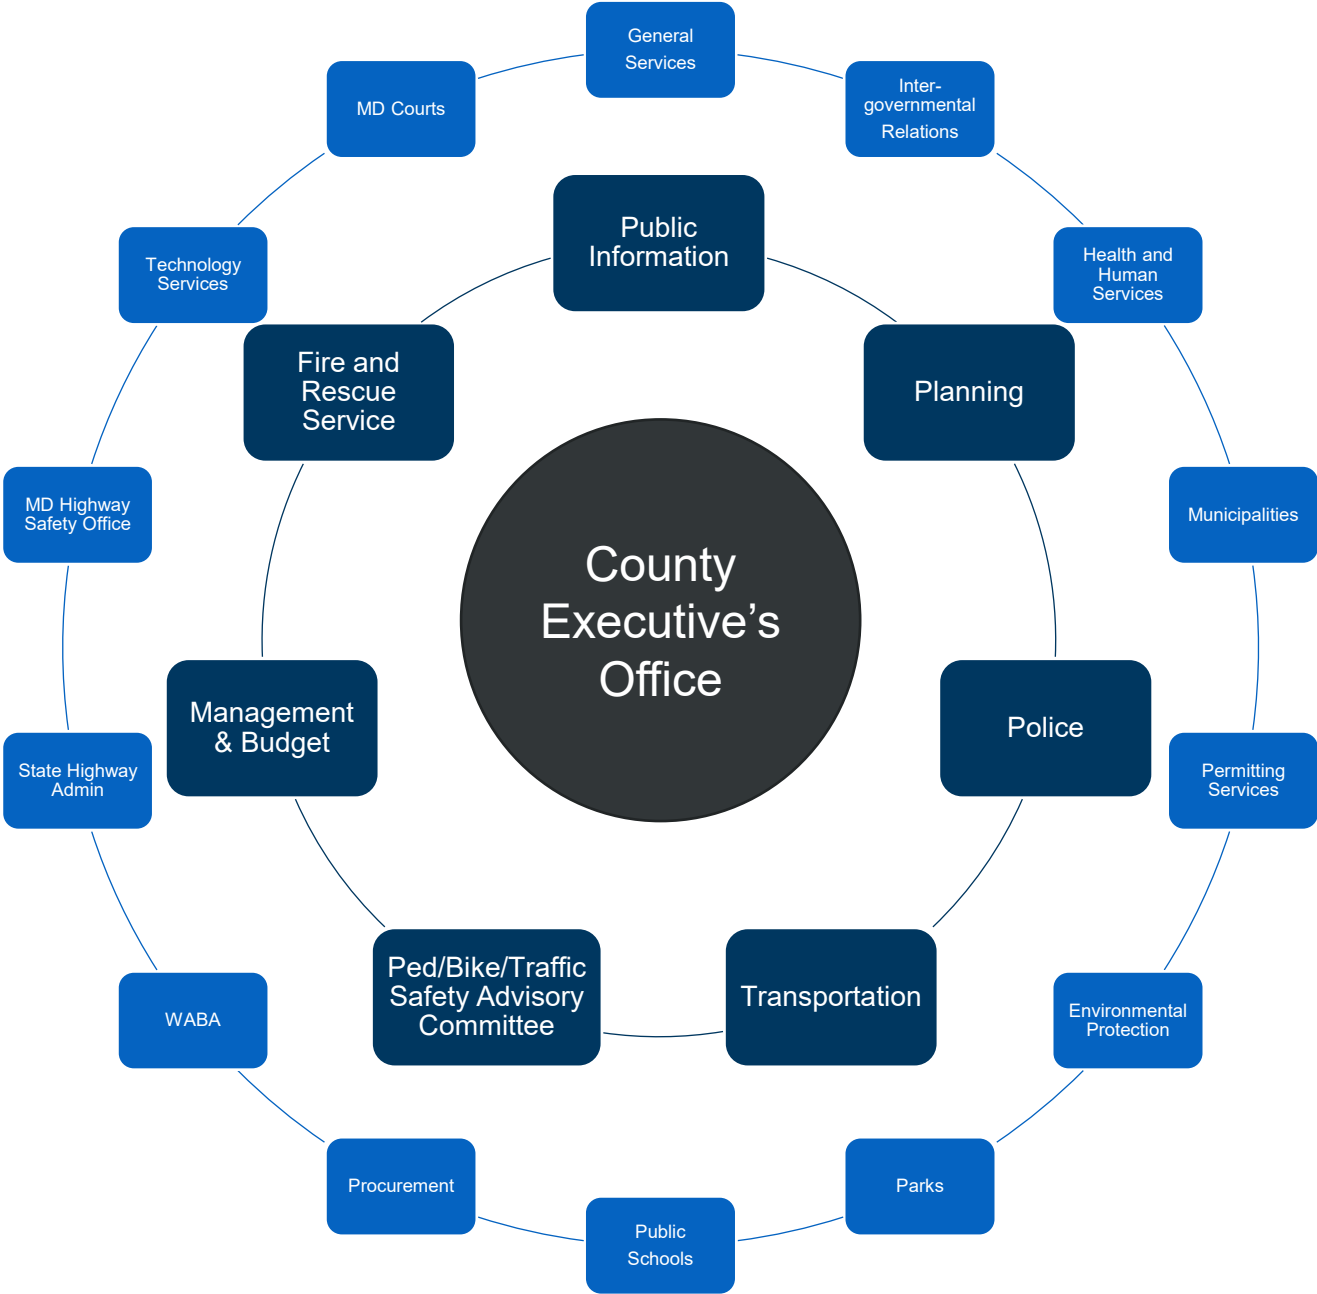 General
Services
MD Courts
Inter-
governmental
Relations
Public
Information
Technology
Services
Health and
Human
Services
Fire and
Rescue
Service
Planning
MD Highway
Safety Office
County
Executive’s
Office
Municipalities
Management
& Budget
Police
State Highway
Admin
Permitting
Services
Ped/Bike/Traffic
Safety Advisory
Committee
Transportation
WABA
Environmental
Protection
Procurement
Parks
Public
Schools